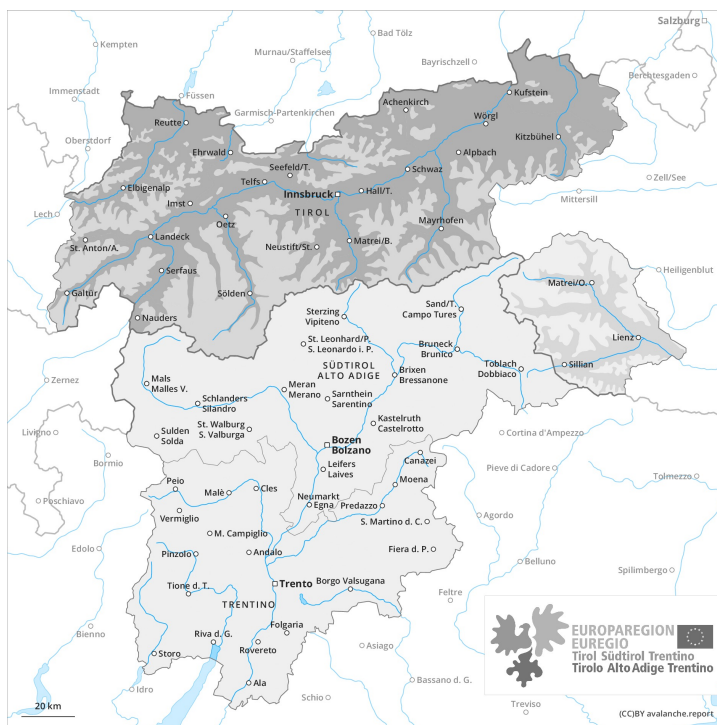 Salzburg
Kempten
Bad Tölz
Murnau/Staffelsee
Bayrischzell
Berchtesgaden
Immenstadt
Füssen
Kufstein
Achenkirch
Garmisch-Partenkirchen
Wörgl
Reutte
Kitzbühel
Oberstdorf
Ehrwald
Alpbach
Seefeld/T.
Schwaz
Zell/See
Telfs
Elbigenalp
Innsbruck
Hall/T.
Mittersill
Imst
TIROL
Lech
Oetz
Mayrhofen
St. Anton/A.
Landeck
Neustift/St.
Matrei/B.
Serfaus
Heiligenblut
Galtür
Sölden
Matrei/O.
Nauders
Sterzing
Vipiteno
Sand/T.
Campo Tures
St. Leonhard/P.
S. Leonardo i. P.
Lienz
Bruneck
Brunico
SÜDTIROL
ALTO ADIGE
Toblach
Dobbiaco
Sillian
Brixen
Bressanone
Zernez
Mals
Malles V.
Meran
Merano
Sarnthein
Sarentino
Schlanders
Silandro
Kastelruth
Castelrotto
Livigno
Sulden
Solda
St. Walburg
S. Valburga
Cortina d'Ampezzo
Bozen
Bolzano
Bormio
Canazei
Pieve di Cadore
Leifers
Laives
Tolmezzo
Peio
Malè
Cles
Moena
Poschiavo
Neumarkt
Egna
Predazzo
Vermiglio
Agordo
S. Martino d. C.
M. Campiglio
Edolo
Pinzolo
Andalo
Fiera d. P.
Belluno
Spilimbergo
Trento
Borgo Valsugana
Tione d. T.
Feltre
TRENTINO
Folgaria
Bienno
Riva d. G.
Rovereto
Asiago
Storo
Bassano d. G.
Idro
Ala
Schio
Treviso
EUROPAREGION
EUREGIO
Tirol Südtirol Trentino
Tirolo Alto Adige Trentino
20 km
(CC)BY avalanche.report